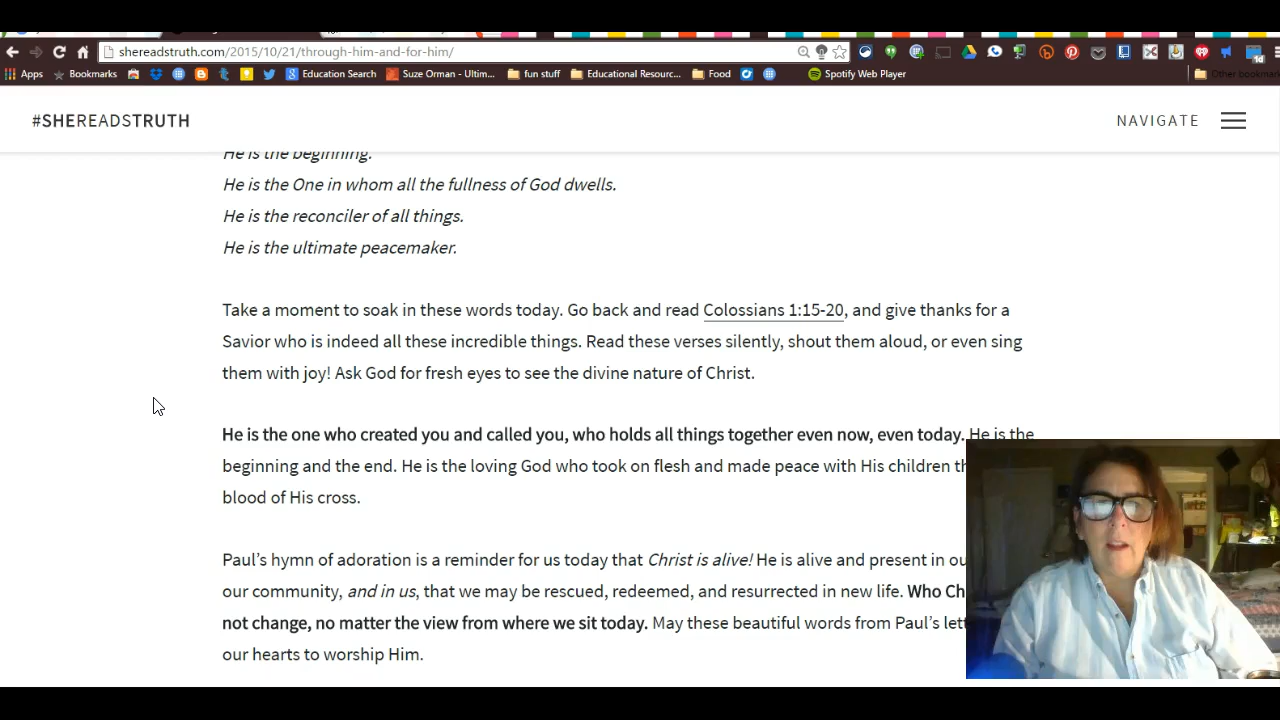 shereadstruth.com/2015/10/21/through-him-and-for-him/
Apps Bookmarks Education Search Suze Orman - Ultim... fun stuff Educational Resourc... Food Spotify Web Player Other bookmark
1d
#SHEREADSTRUTH NAVIGATE
He is the beginning.
He is the One in whom all the fullness of God dwells.
He is the reconciler of all things.
He is the ultimate peacemaker.
Take a moment to soak in these words today. Go back and read Colossians 1:15-20, and give thanks for a
Savior who is indeed all these incredible things. Read these verses silently, shout them aloud, or even sing
them with joy! Ask God for fresh eyes to see the divine nature of Christ.
He is the one who created you and called you, who holds all things together even now, even today. He is the
beginning and the end. He is the loving God who took on flesh and made peace with His children th
blood of His cross.
Paul’s hymn of adoration is a reminder for us today that Christ is alive! He is alive and present in ou
our community, and in us, that we may be rescued, redeemed, and resurrected in new life. Who Ch
not change, no matter the view from where we sit today. May these beautiful words from Paul’s lett
our hearts to worship Him.